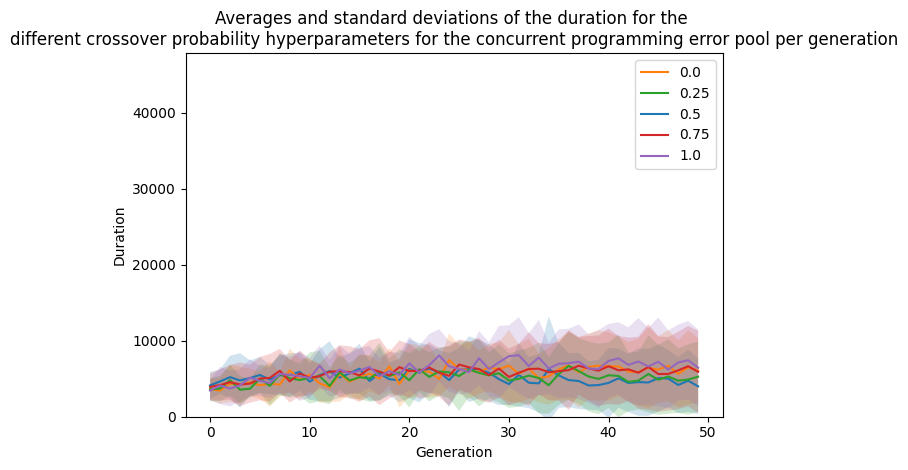 Averages and standard deviations of the duration for the
different crossover probability hyperparameters for the concurrent programming error pool per generation
0.0
0.25
0.5
0.75
1.0
40000
30000
20000
10000
0
Duration
0 10 20 30 40 50
Generation